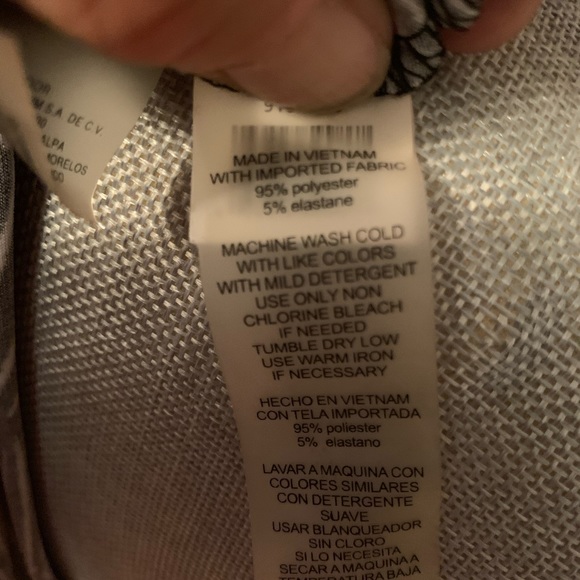 M S.A. DE C.V.
ALPA
MORELOS
MADE IN VIETNAM
WITH IMPORTED FABRIC
95% polyester
5% elastane
MACHINE WASH COLD
WITH LIKE COLORS
WITH MILD DETERGENT
USE ONLY NON
CHLORINE BLEACH
IF NEEDED
TUMBLE DRY LOW
USE WARM IRON
IF NECESSARY
HECHO EN VIETNAM
CON TELA IMPORTADA
95% poliester
5% elastano
LAVAR A MAQUINA CON
COLORES SIMILARES
CON DETERGENTE
SUAVE
USAR BLANQUEADOR
SIN CLORO
SI LO NECESITA
SECAR A MAQUINA A
TEMPERATURA BAJA